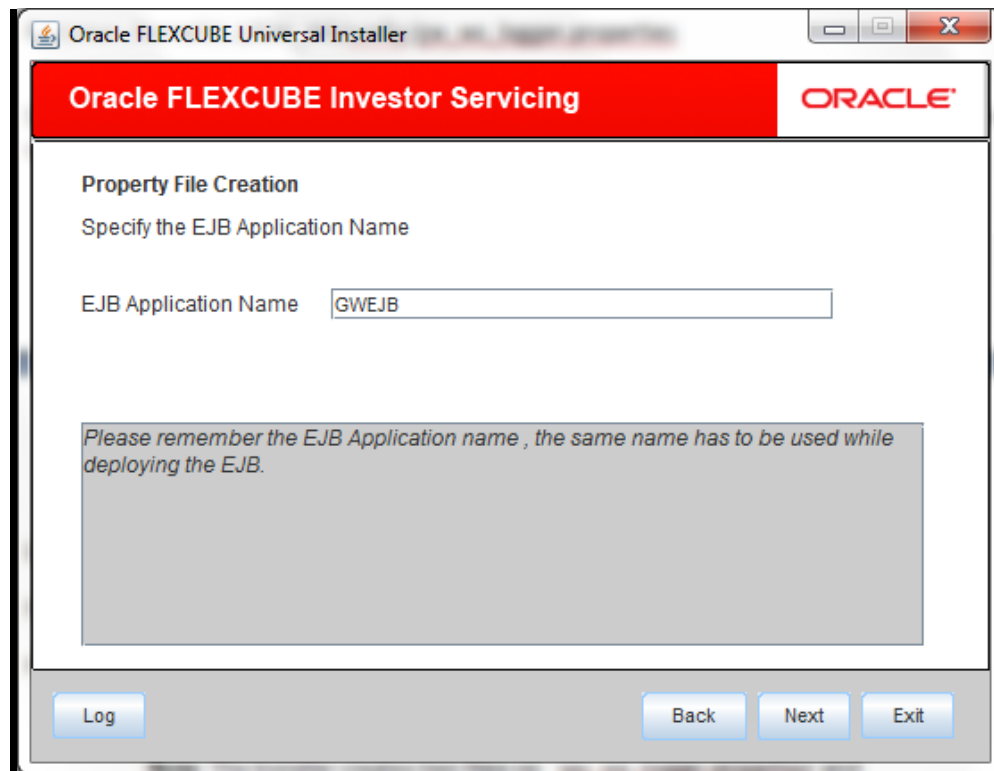 Oracle FLEXCUBE Universal Installer
Oracle FLEXCUBE Investor Servicing
ORACLE
Property File Creation
Specify the EJB Application Name
EJB Application Name GWEJB
Please remember the EJB Application name , the same name has to be used while
deploying the EJB.
Log Back Next Exit